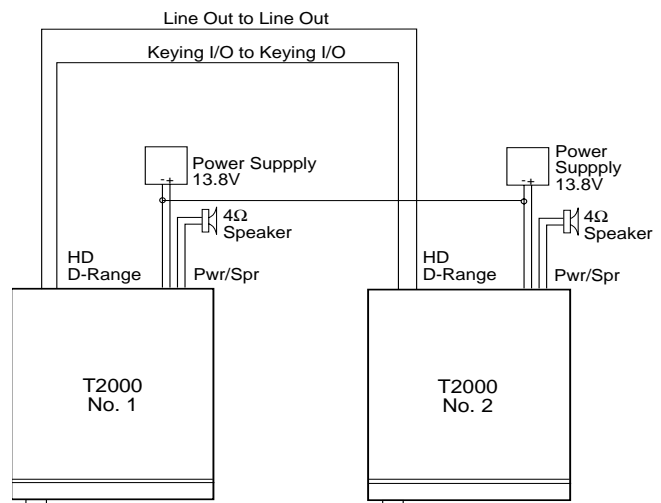 Line Out to Line Out
Keying I/O to Keying I/O
Power Suppply
13.8V
- +
4Ω
Speaker
HD
D-Range
Pwr/Spr
T2000
No. 1
Power
Suppply
13.8V
- +
4Ω
Speaker
HD
D-Range
Pwr/Spr
T2000
No. 2